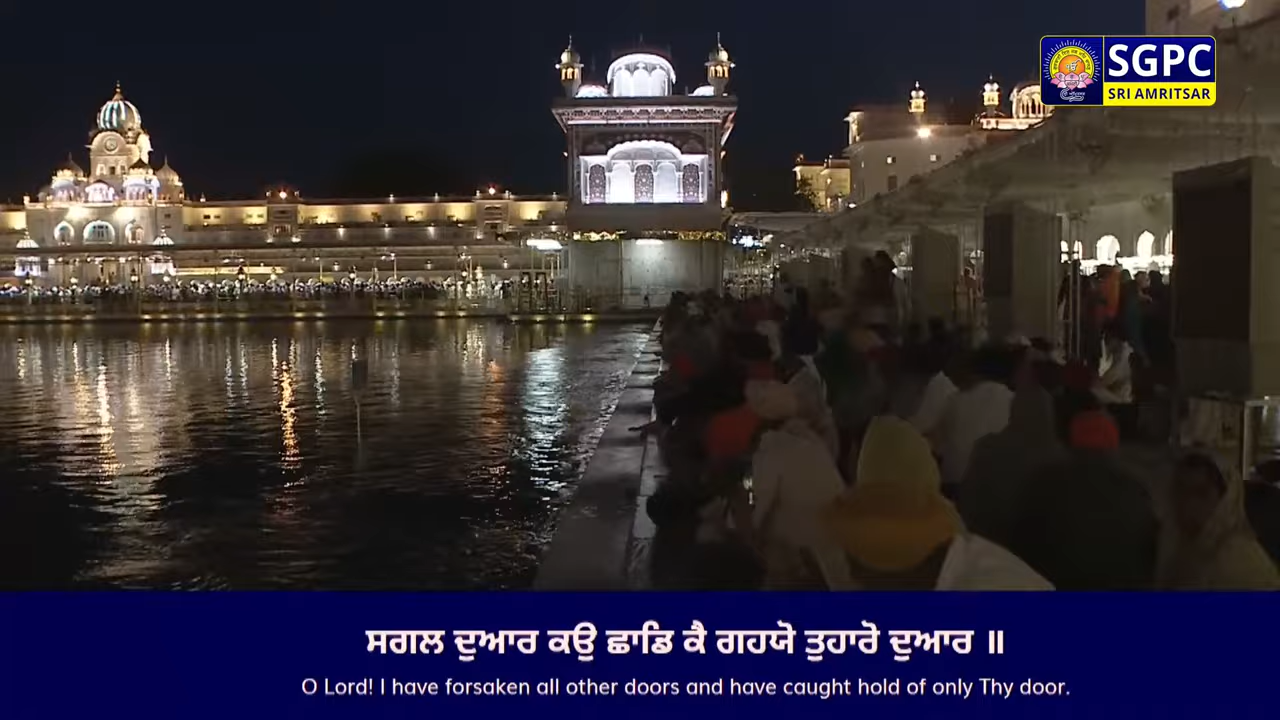 SGPC
SRI AMRITSAR
ਸਗਲ ਦੁਆਰ ਕਉ ਛਾਡਿ ਕੈ ਗਹਯੋ ਤੁਹਾਰੋ ਦੁਆਰ ॥
O Lord! I have forsaken all other doors and have caught hold of only Thy door.